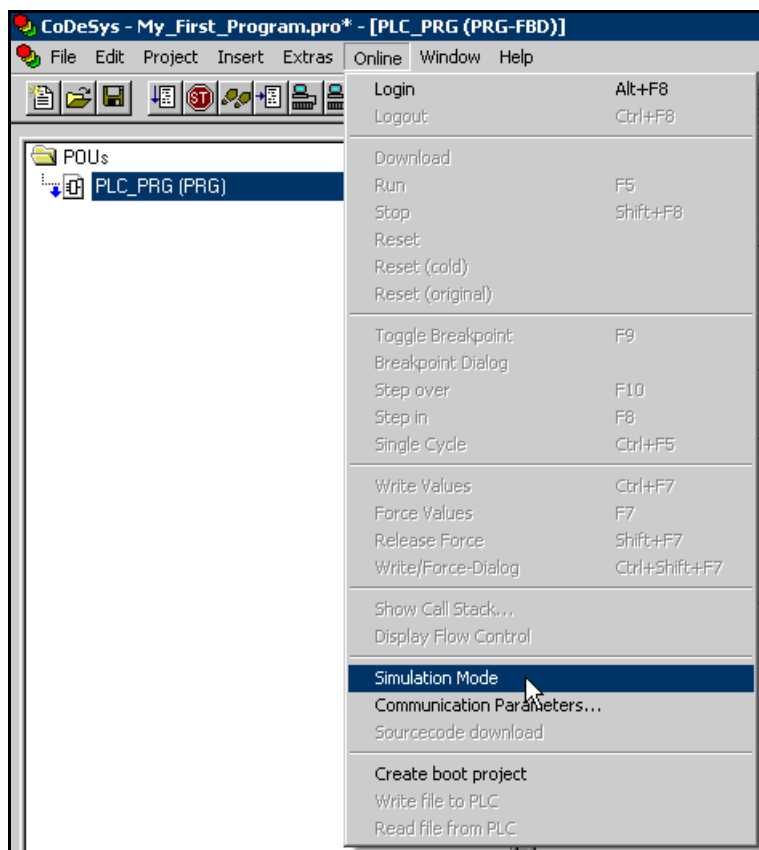 CoDeSys - My_First_Program.pro* - [PLC_PRG (PRG-FBD)]
File Edit Project Insert Extras Online Window Help
POUs
PLC_PRG (PRG)
Login Alt+F8
Logout Ctrl+F8
Download
Run F5
Stop Shift+F8
Reset
Reset (cold)
Reset (original)
Toggle Breakpoint F9
Breakpoint Dialog
Step over F10
Step in F8
Single Cycle Ctrl+F5
Write Values Ctrl+F7
Force Values F7
Release Force Shift+F7
Write/Force-Dialog Ctrl+Shift+F7
Show Call Stack...
Display Flow Control
Simulation Mode
Communication Parameters...
Sourcecode download
Create boot project
Write file to PLC
Read file from PLC